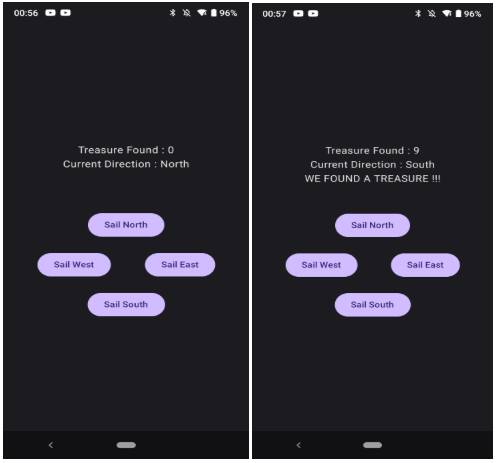 00:56 96%
Treasure Found : 0
Current Direction : North
Sail North
Sail West Sail East
Sail South
00:57 96%
Treasure Found : 9
Current Direction : South
WE FOUND A TREASURE !!!
Sail North
Sail West Sail East
Sail South